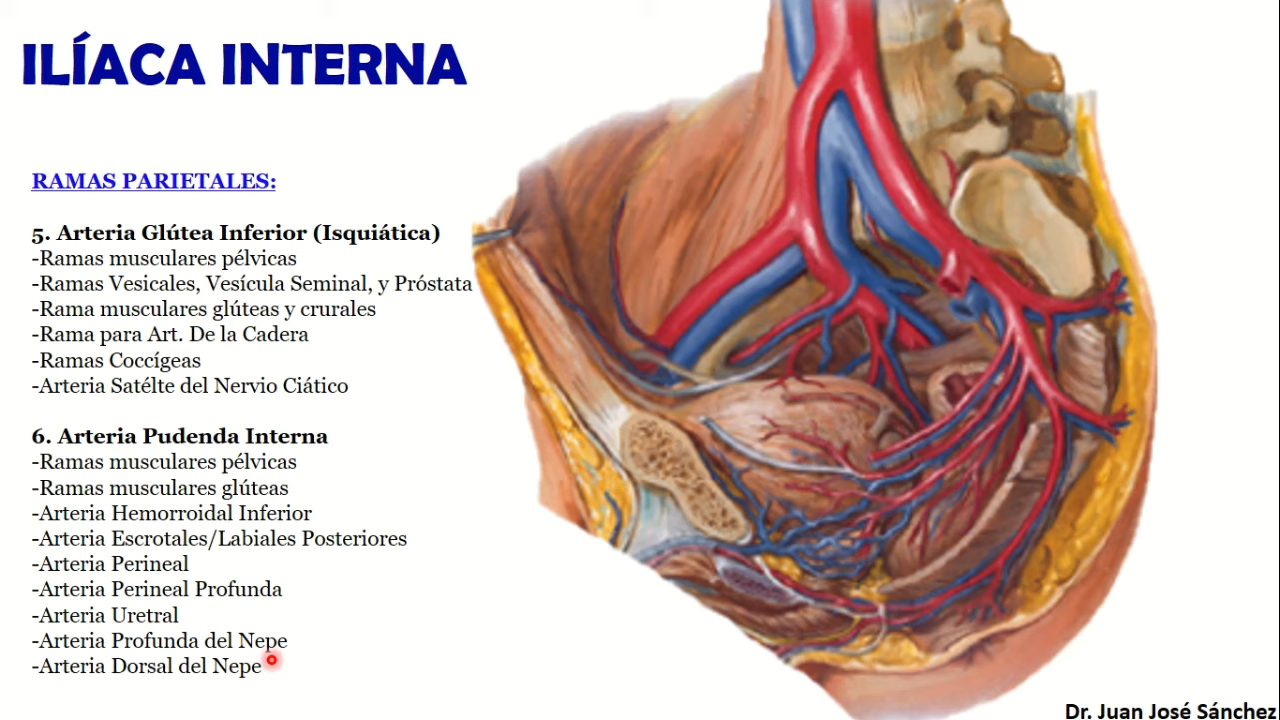 ILÍACA INTERNA
RAMAS PARIETALES:
5. Arteria Glútea Inferior (Isquiática)
-Ramas musculares pélvicas
-Ramas Vesicales, Vesícula Seminal, y Próstata
-Rama musculares glúteas y crurales
-Rama para Art. De la Cadera
-Ramas Coccígeas
-Arteria Satélte del Nervio Ciático
6. Arteria Pudenda Interna
-Ramas musculares pélvicas
-Ramas musculares glúteas
-Arteria Hemorroidal Inferior
-Arteria Escrotales/Labiales Posteriores
-Arteria Perineal
-Arteria Perineal Profunda
-Arteria Uretral
-Arteria Profunda del Nepe
-Arteria Dorsal del Nepe
Dr. Juan José Sánchez